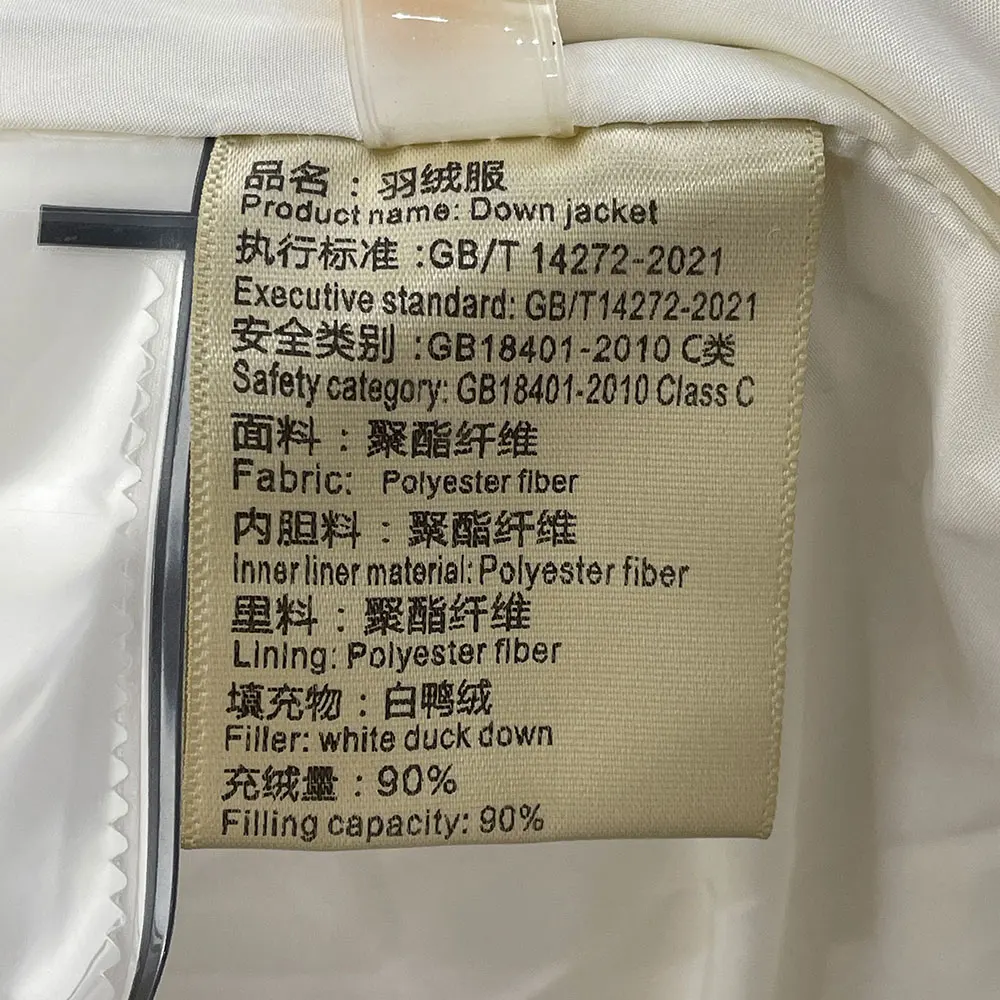 品名：羽绒服
Product name: Down jacket
执行标准 :GB/T 14272-2021
Executive standard: GB/T14272-2021
安全类别 :GB18401-2010 C类
Safety category: GB18401-2010 Class C
面料：聚酯纤维
Fabric: Polyester fiber
内胆料：聚酯纤维
Inner liner material: Polyester fiber
里料：聚酯纤维
Lining: Polyester fiber
填充物：白鸭绒
Filler: white duck down
充绒量：90%
Filling capacity: 90%